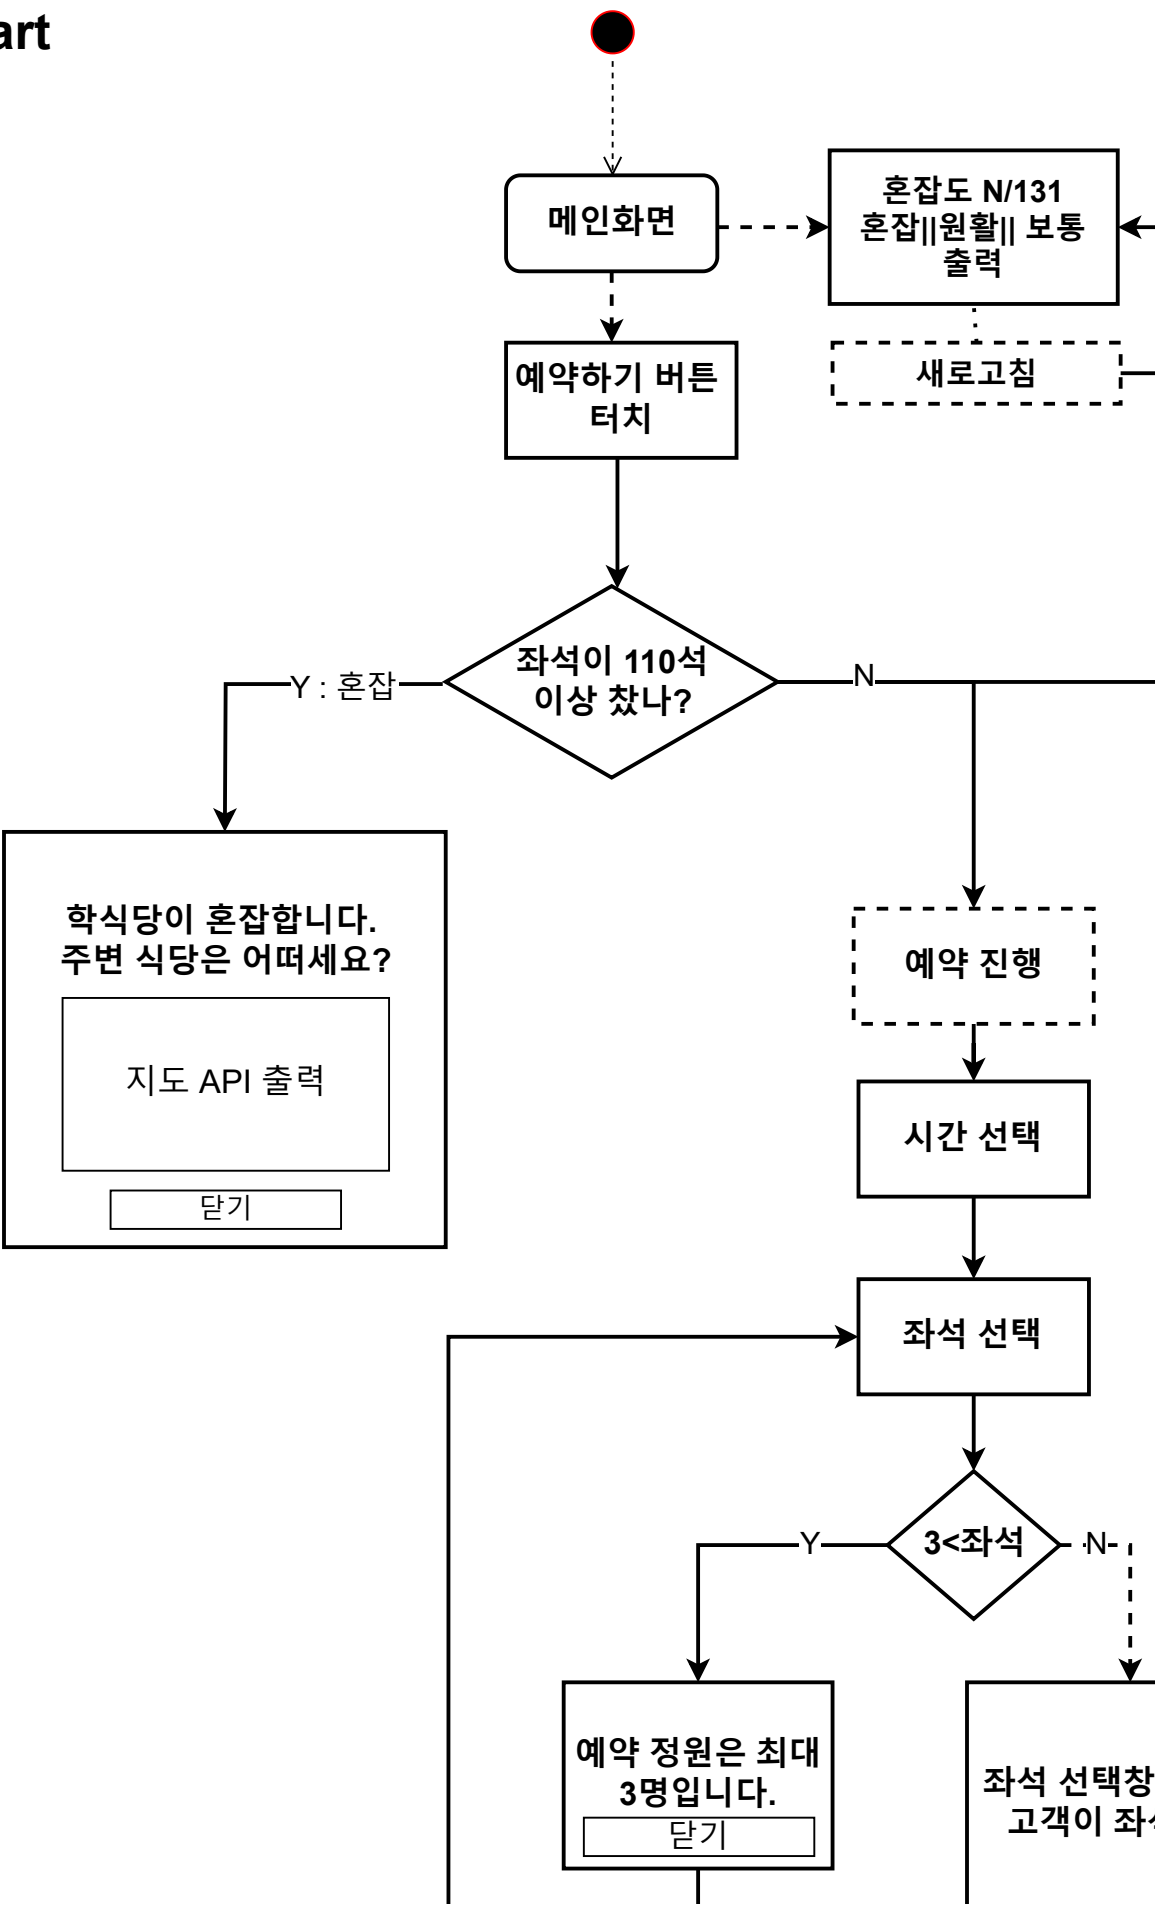 art
메인화면
혼잡도 N/131
혼잡||원활|| 보통
출력
새로고침
예약하기 버튼
터치
좌석이 110석
이상 찼나?
Y : 혼잡
N
학식당이 혼잡합니다.
주변 식당은 어떠세요?
지도 API 출력
닫기
예약 진행
시간 선택
좌석 선택
3<좌석
Y
N
예약 정원은 최대
3명입니다.
닫기
좌석 선택창
고객이